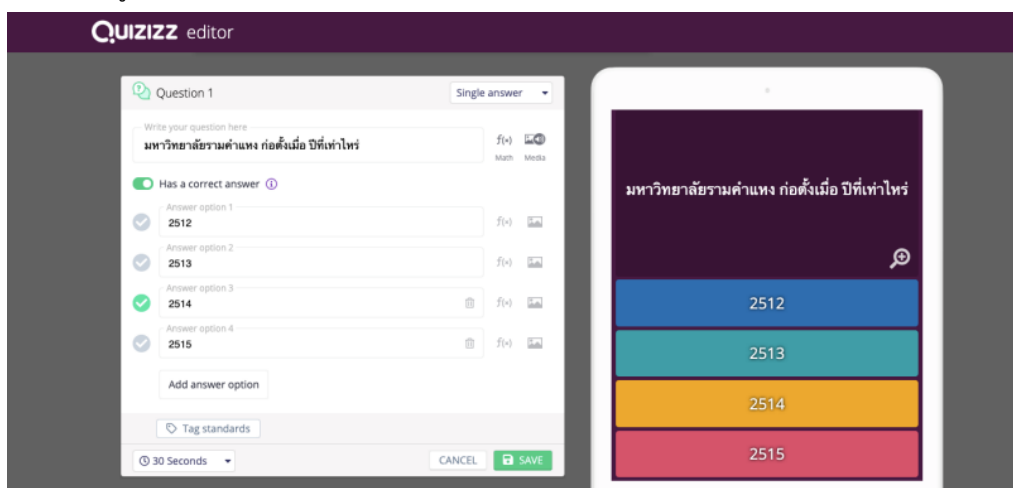 QUIZIZZ editor
Question 1
Single answer
Write your question here
มหาวิทยาลัยรามคำแหง ก่อตั้งเมื่อ ปีที่เท่าไหร่
f(×) Math
Media
Has a correct answer
Answer option 1
2512
f(×)
Answer option 2
2513
f(×)
Answer option 3
2514
f(×)
Answer option 4
2515
f(×)
Add answer option
Tag standards
30 Seconds
CANCEL
SAVE
มหาวิทยาลัยรามคำแหง ก่อตั้งเมื่อ ปีที่เท่าไหร่
2512
2513
2514
2515